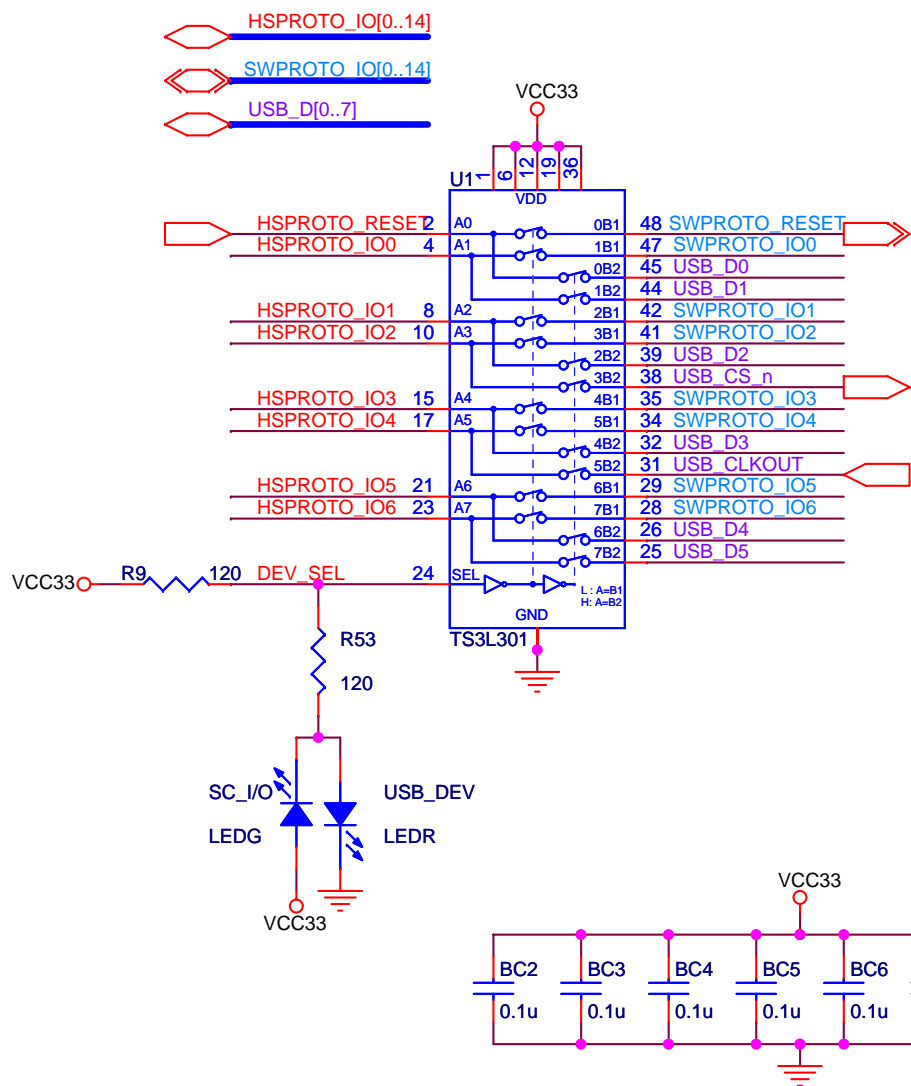 HSPROTO_IO[0..14]
SWPROTO_IO[0..14]
USB_D[0..7]
VCC33
U1
1 6 12 19 36
VDD
HSPROTO_RESET 2 A0 0B1 48 SWPROTO_RESET
HSPROTO_IO0 4 A1 1B1 47 SWPROTO_IO0
0B2 45 USB_D0
1B2 44 USB_D1
HSPROTO_IO1 8 A2 2B1 42 SWPROTO_IO1
HSPROTO_IO2 10 A3 3B1 41 SWPROTO_IO2
2B2 39 USB_D2
3B2 38 USB_CS_n
HSPROTO_IO3 15 A4 4B1 35 SWPROTO_IO3
HSPROTO_IO4 17 A5 5B1 34 SWPROTO_IO4
4B2 32 USB_D3
5B2 31 USB_CLKOUT
HSPROTO_IO5 21 A6 6B1 29 SWPROTO_IO5
HSPROTO_IO6 23 A7 7B1 28 SWPROTO_IO6
6B2 26 USB_D4
7B2 25 USB_D5
VCC33 R9 120 DEV_SEL 24 SEL
L : A=B1
H: A=B2
GND
TS3L301
R53
120
SC_I/O USB_DEV
LEDG LEDR
VCC33
VCC33
BC2 BC3 BC4 BC5 BC6
0.1u 0.1u 0.1u 0.1u 0.1u